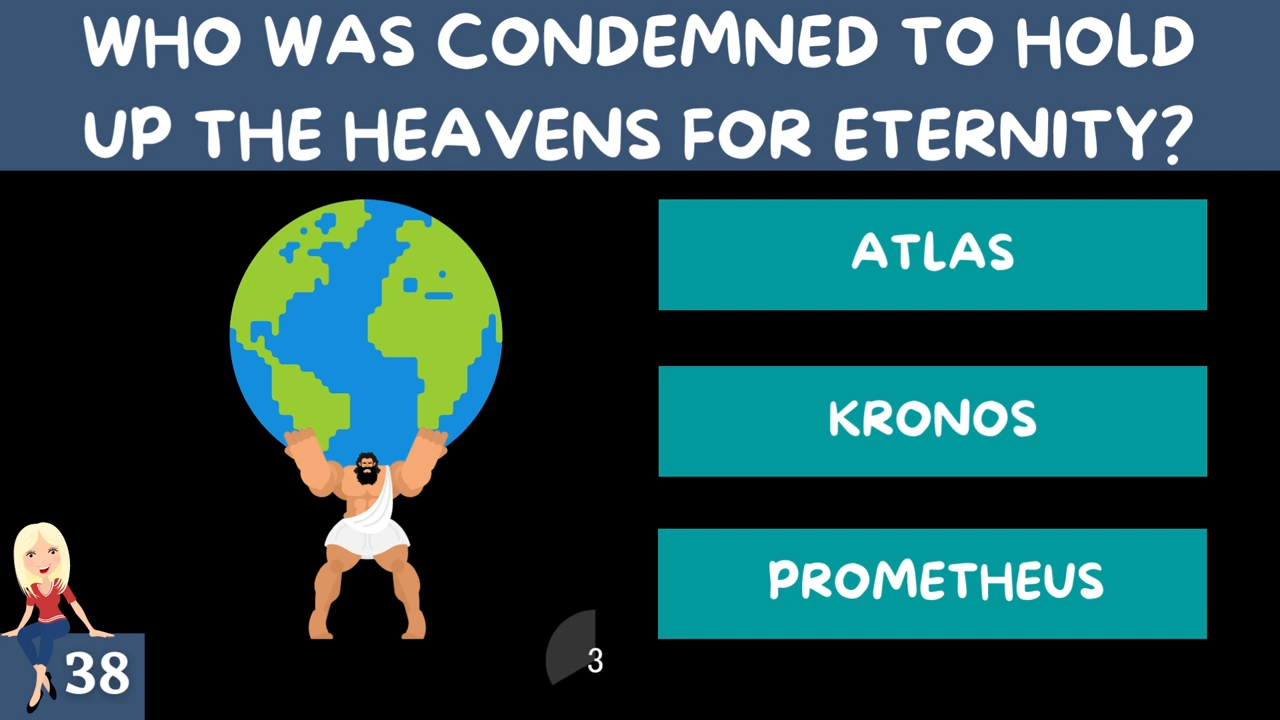 WHO WAS CONDEMNED TO HOLD
UP THE HEAVENS FOR ETERNITY?
ATLAS
KRONOS
PROMETHEUS
3
38